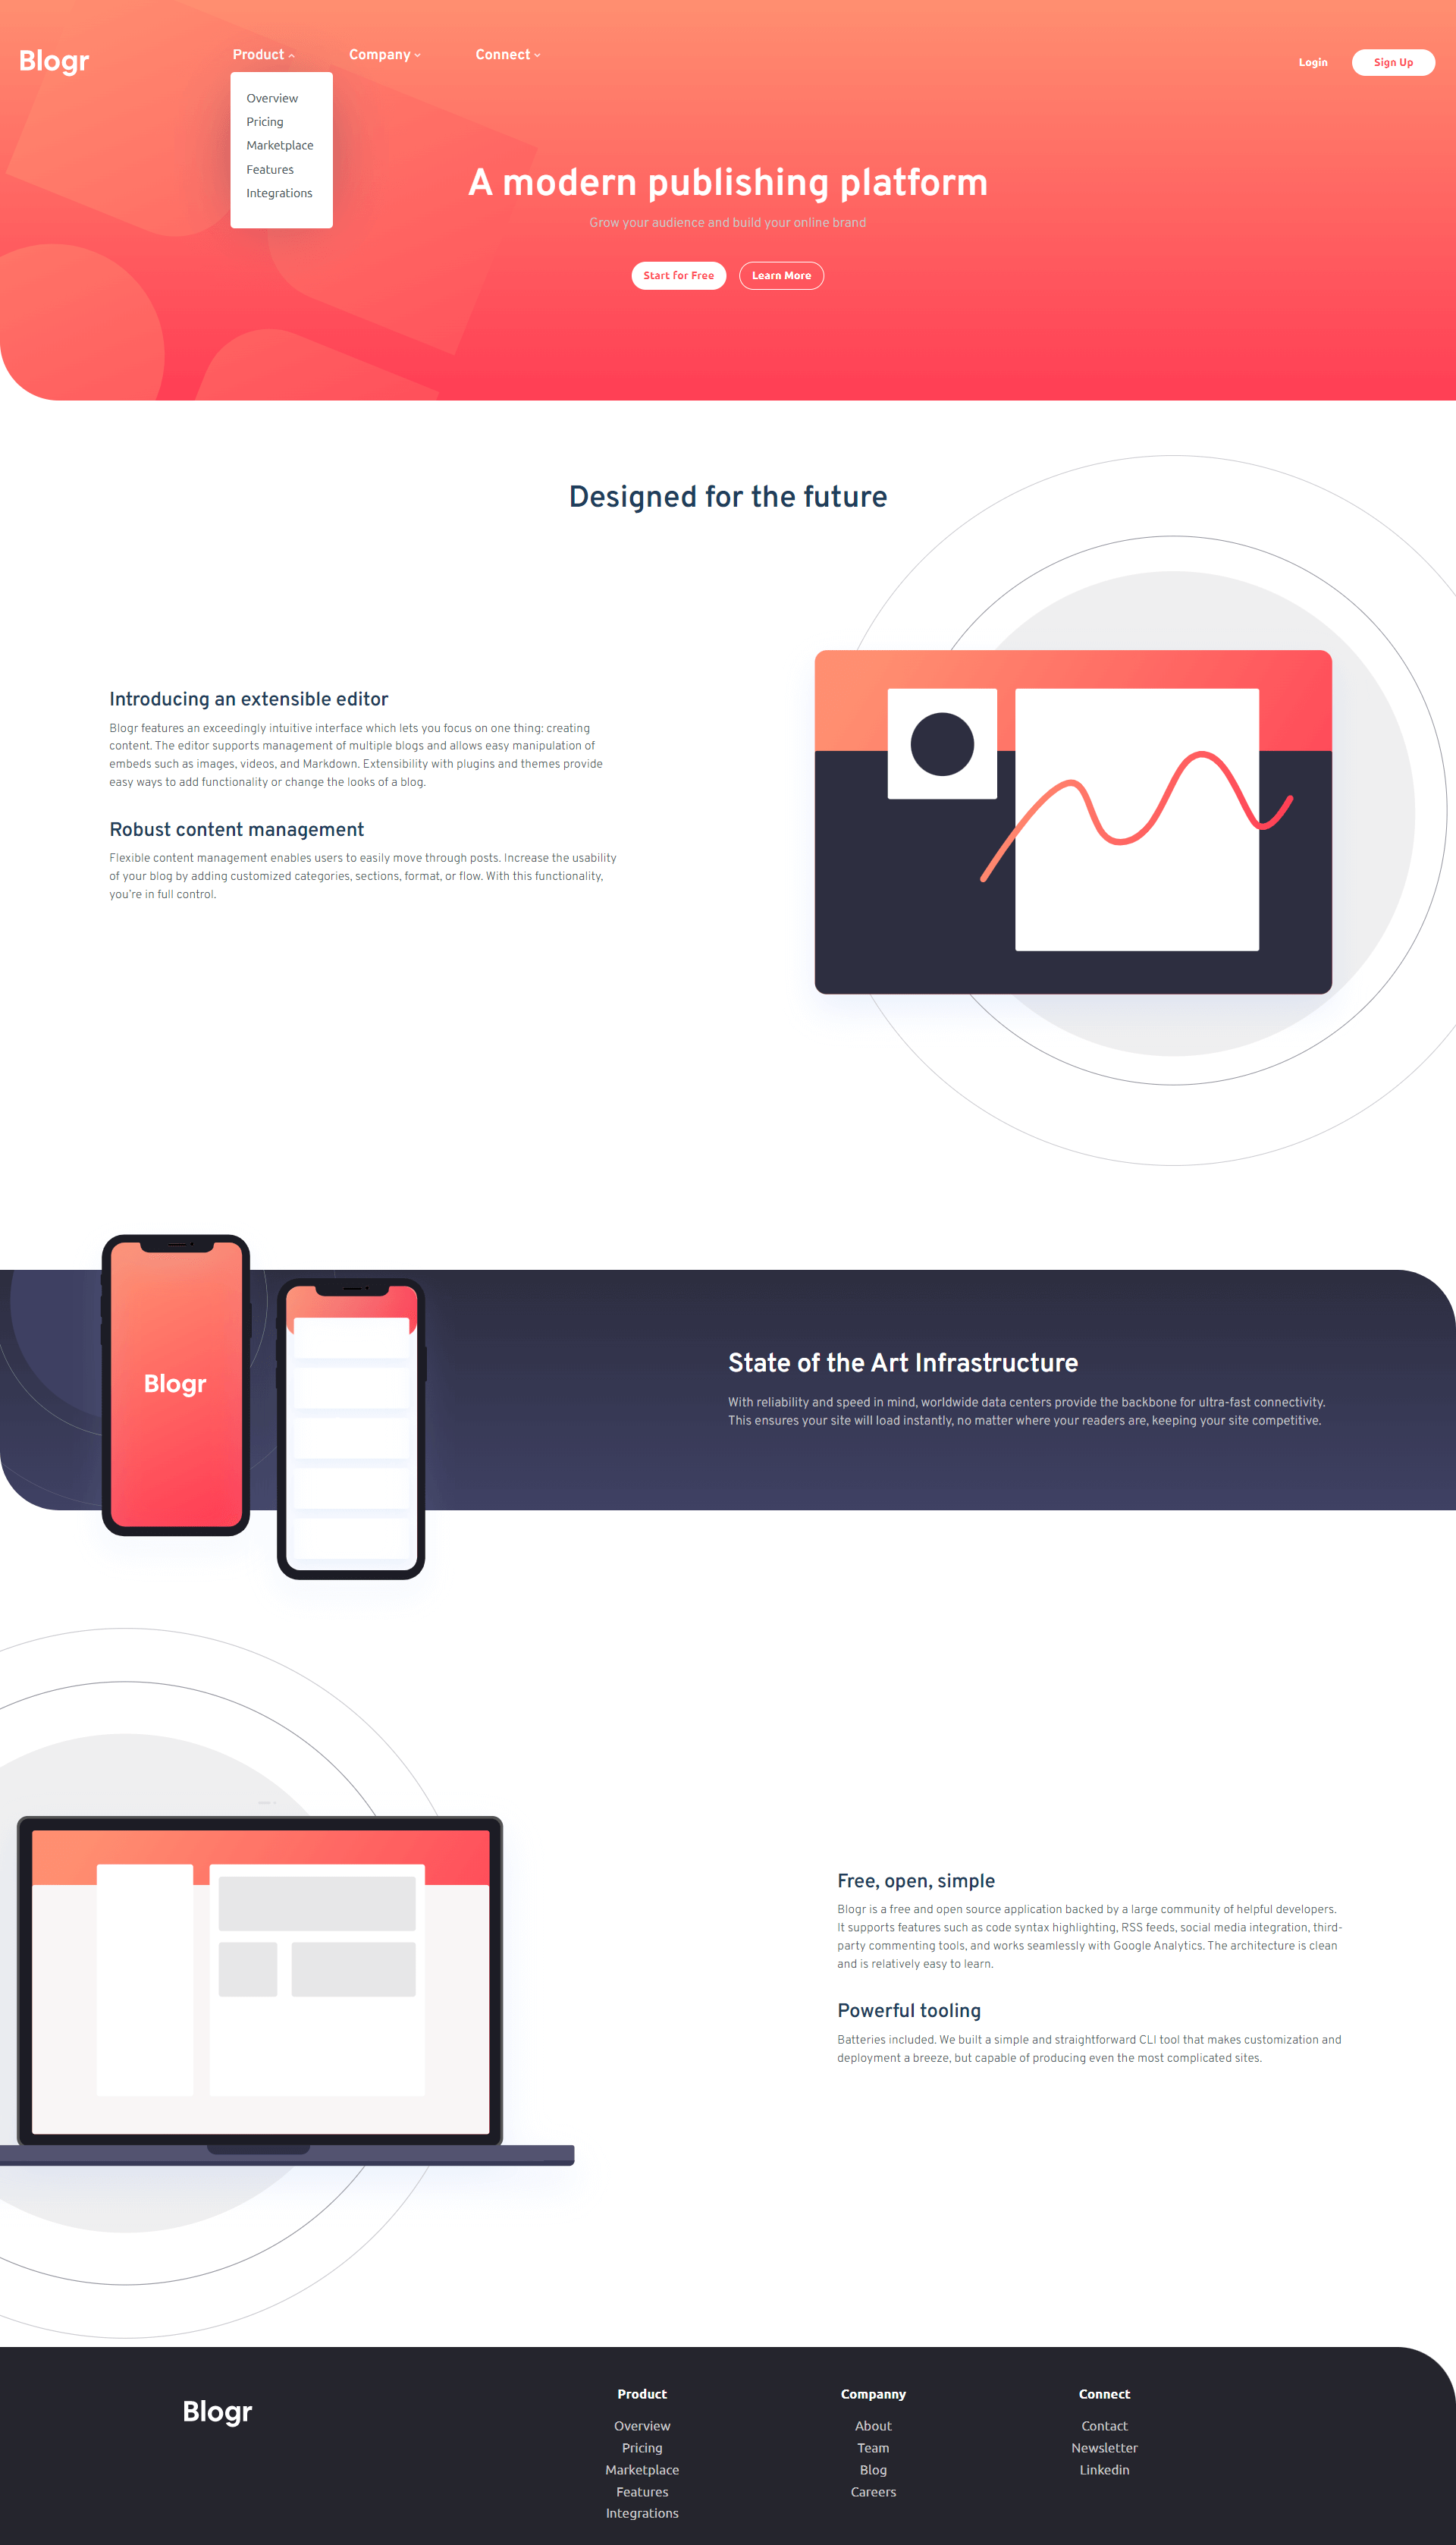 Blogr
Product
Company
Connect
Login
Sign Up
Overview
Pricing
Marketplace
Features
Integrations
A modern publishing platform
Grow your audience and build your online brand
Start for Free
Learn More
Designed for the future
Introducing an extensible editor
Blogr features an exceedingly intuitive interface which lets you focus on one thing: creating
content. The editor supports management of multiple blogs and allows easy manipulation of
embeds such as images, videos, and Markdown. Extensibility with plugins and themes provide
easy ways to add functionality or change the looks of a blog.
Robust content management
Flexible content management enables users to easily move through posts. Increase the usability
of your blog by adding customized categories, sections, format, or flow. With this functionality,
you're in full control.
Blogr
State of the Art Infrastructure
With reliability and speed in mind, worldwide data centers provide the backbone for ultra-fast connectivity.
This ensures your site will load instantly, no matter where your readers are, keeping your site competitive.
Free, open, simple
Blogr is a free and open source application backed by a large community of helpful developers.
It supports features such as code syntax highlighting, RSS feeds, social media integration, third-
party commenting tools, and works seamlessly with Google Analytics. The architecture is clean
and is relatively easy to learn.
Powerful tooling
Batteries included. We built a simple and straightforward CLI tool that makes customization and
deployment a breeze, but capable of producing even the most complicated sites.
Blogr
Product
Overview
Pricing
Marketplace
Features
Integrations
Companny
About
Team
Blog
Careers
Connect
Contact
Newsletter
Linkedin